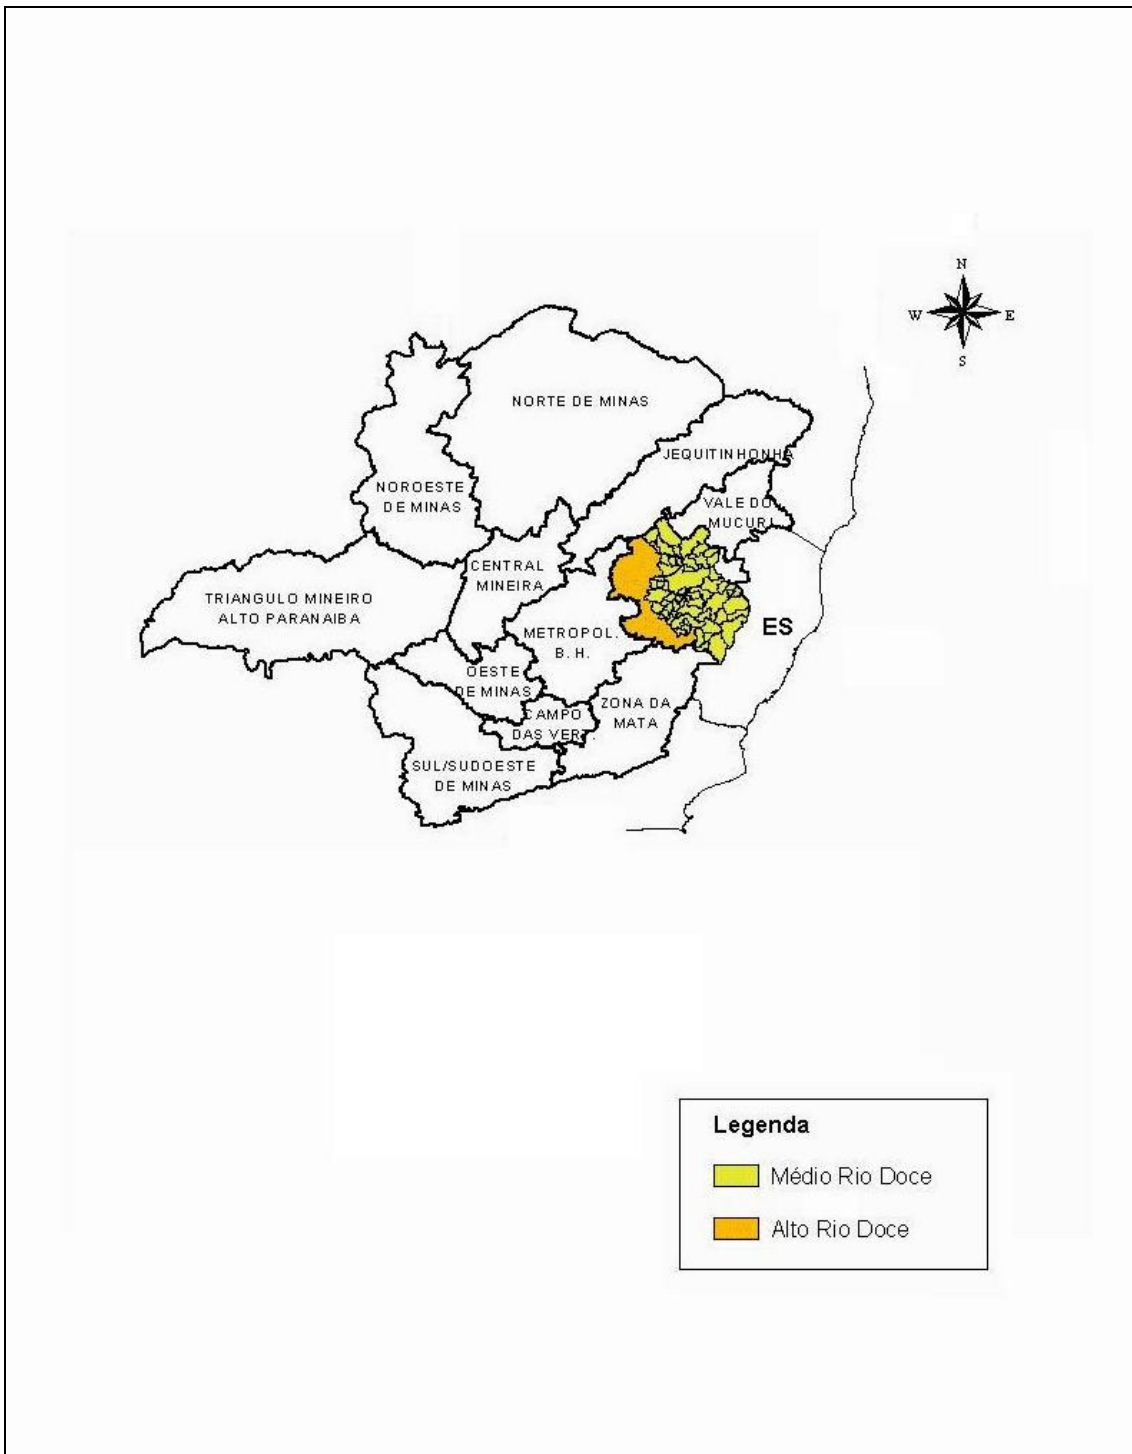 N
W
E
S
NORTE DE MINAS
JEQUITINHONHA
NOROESTE
DE MINAS
VALE DO
MUCURI
CENTRAL
MINEIRA
TRIANGULO MINEIRO
ALTO PARANAIBA
METROPOL.
B. H.
ES
OESTE
DE MINAS
ZONA DA
MATA
CAMPO
DAS VERT.
SUL/SUDOESTE
DE MINAS
Legenda
Médio Rio Doce
Alto Rio Doce